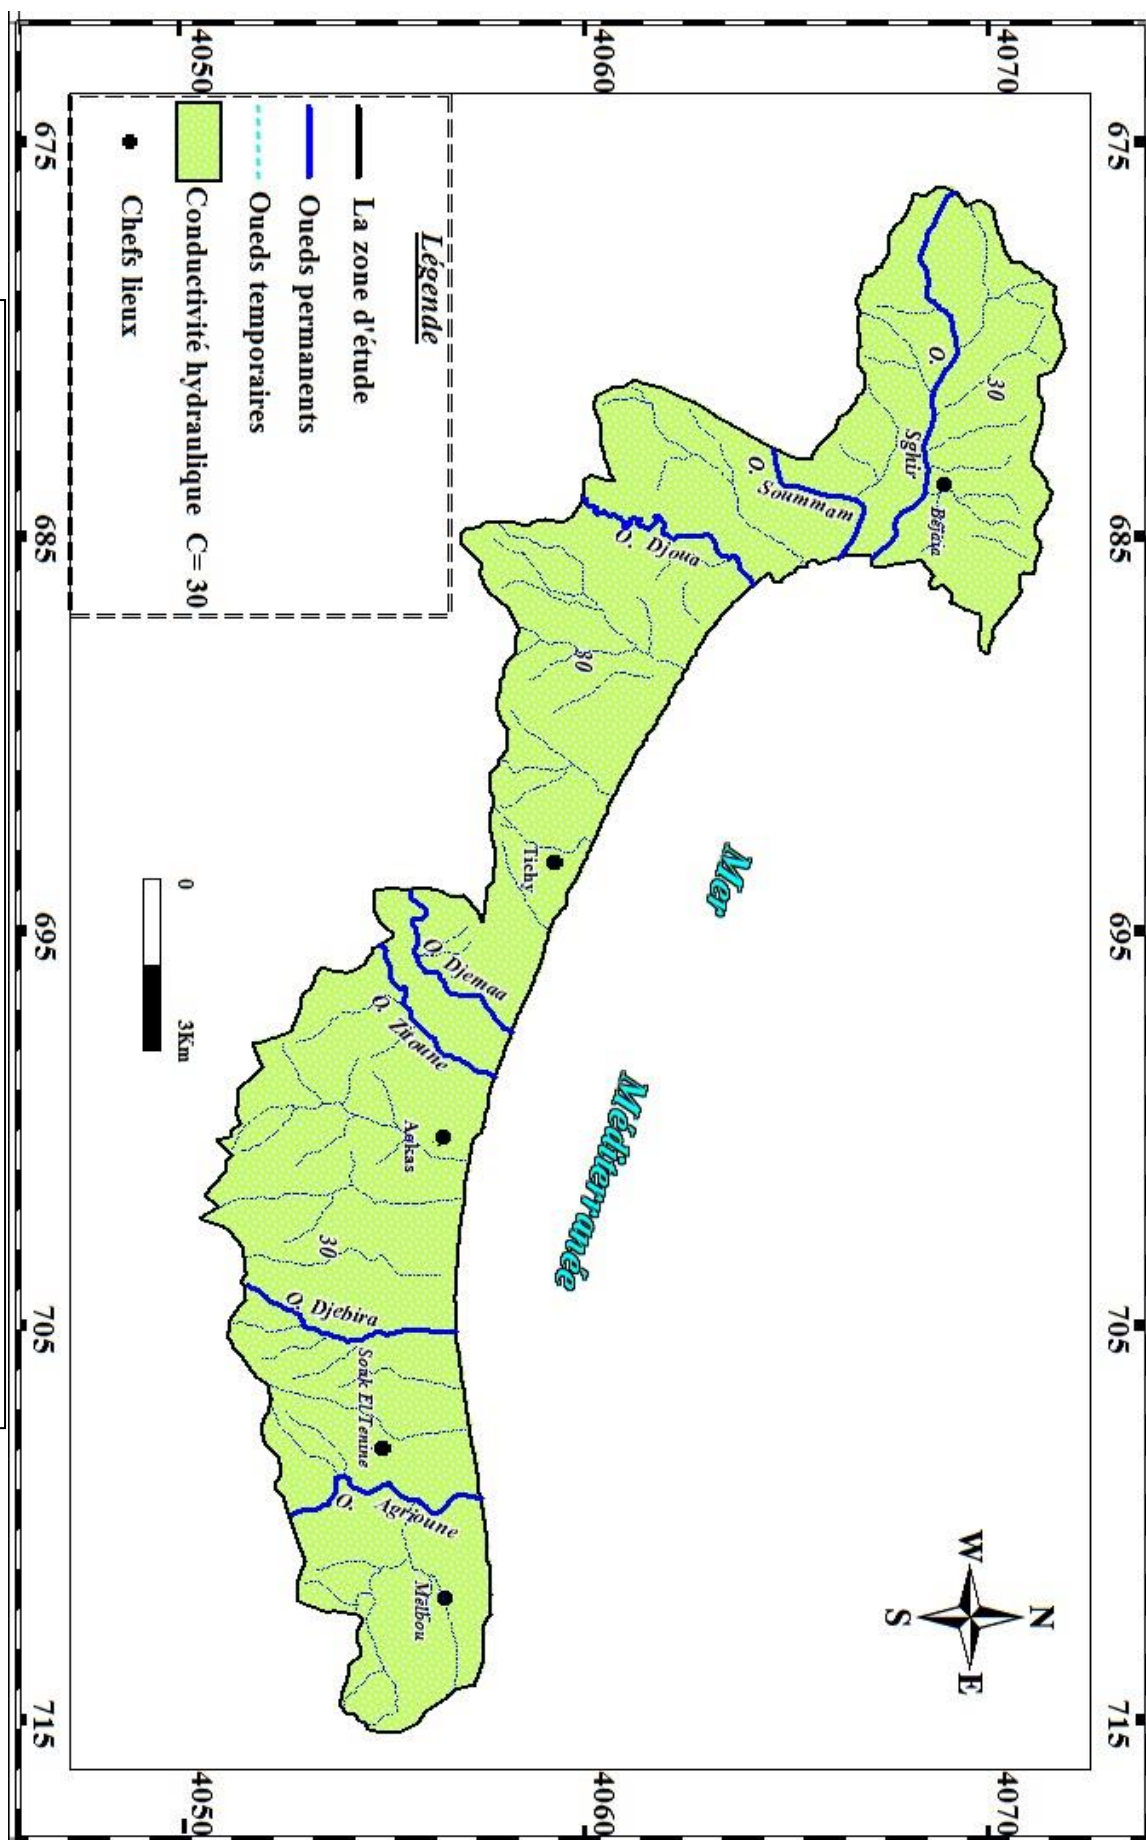 675
685
695
705
715
4070
4060
4050
4070
4060
4050
675
685
695
705
715
N
W
E
S
Mer
Méditerranée
30
O.
Sghir
Béjaia
O.
Soummam
O. Djoua
30
Tichy
O. Djemaa
O. Zitoune
Aokas
30
O. Djebira
Souk El Tenine
O.
Agrioune
Melbou
0
3Km
Légende
La zone d'étude
Oueds permanents
Oueds temporaires
Conductivité hydraulique C= 30
Chefs lieux